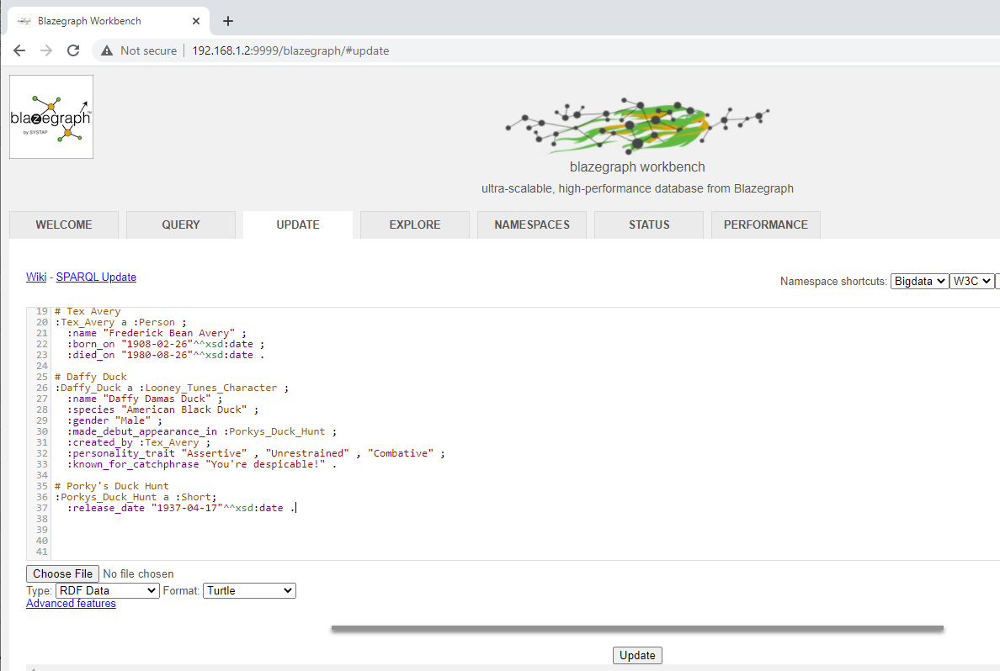 Blazegraph Workbench
Not secure 192.168.1.2:9999/blazegraph/#update
blazegraph™
by SYSTAP
blazegraph workbench
ultra-scalable, high-performance database from Blazegraph
WELCOME QUERY UPDATE EXPLORE NAMESPACES STATUS PERFORMANCE
Wiki - SPARQL Update
Namespace shortcuts: Bigdata W3C
19 # Tex Avery
20 :Tex_Avery a :Person ;
21 :name "Frederick Bean Avery" ;
22 :born_on "1908-02-26"^^xsd:date ;
23 :died_on "1980-08-26"^^xsd:date .
24
25 # Daffy Duck
26 :Daffy_Duck a :Looney_Tunes_Character ;
27 :name "Daffy Damas Duck" ;
28 :species "American Black Duck" ;
29 :gender "Male" ;
30 :made_debut_appearance_in :Porkys_Duck_Hunt ;
31 :created_by :Tex_Avery ;
32 :personality_trait "Assertive" , "Unrestrained" , "Combative" ;
33 :known_for_catchphrase "You're despicable!" .
34
35 # Porky's Duck Hunt
36 :Porkys_Duck_Hunt a :Short;
37 :release_date "1937-04-17"^^xsd:date .
38
39
40
41
Choose File No file chosen
Type: RDF Data Format: Turtle
Advanced features
Update